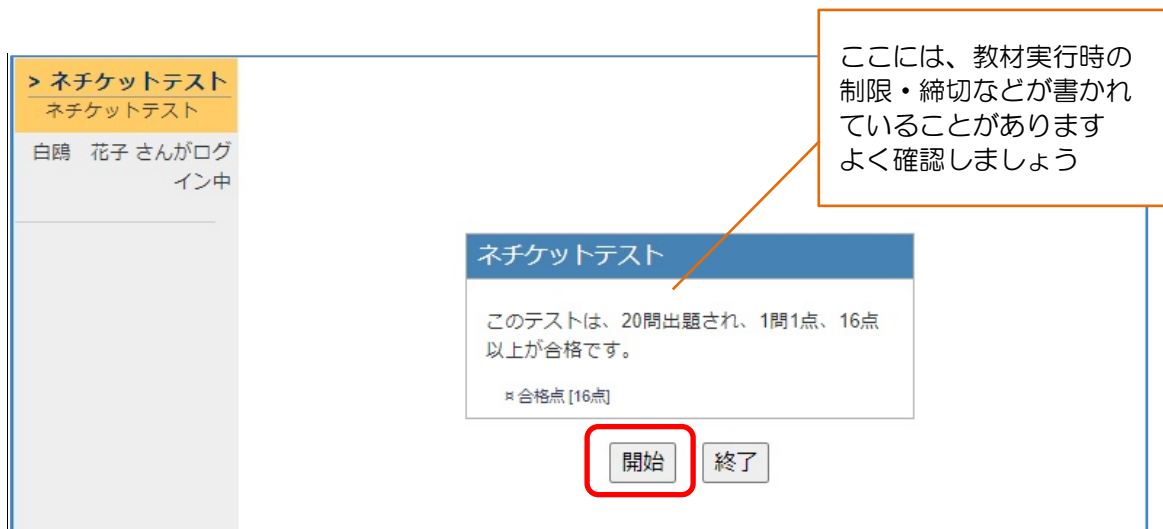 ここには、教材実行時の
制限・締切などが書かれ
ていることがあります
よく確認しましょう
> ネチケットテスト
ネチケットテスト
白鴎　花子 さんがログ
イン中
ネチケットテスト
このテストは、20問出題され、1問1点、16点
以上が合格です。
¤ 合格点 [16点]
開始 終了